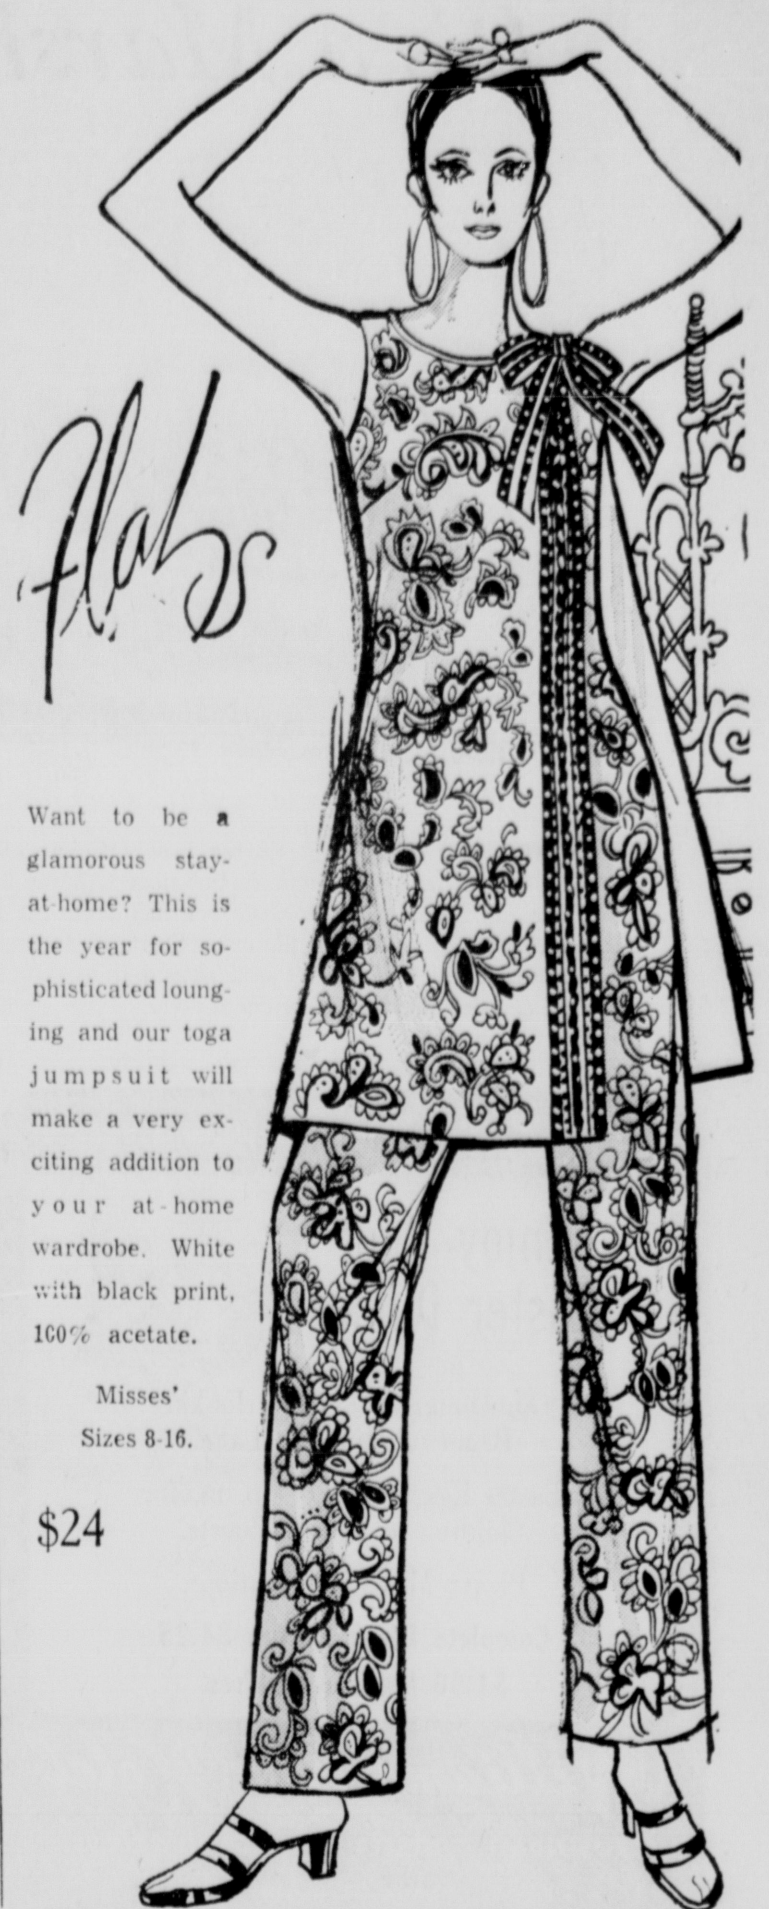 Flahs
Want to be a
glamorous stay-
at-home? This is
the year for so-
phisticated loung-
ing and our toga
jumpsuit will
make a very ex-
citing addition to
your at-home
wardrobe. White
with black print,
100% acetate.
Misses'
Sizes 8-16.
$24